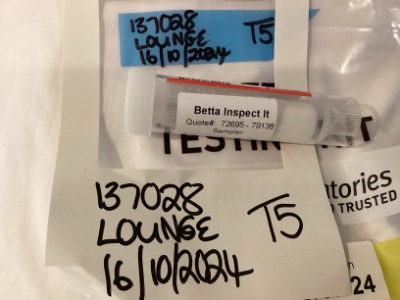 137028
LOUNGE T5
16/10/2024
Betta Inspect It
Quote#: 72695 - 79138
Sampler
TESTIN
137028
LOUNGE T5
16/10/2024
atories
TRUSTED
24